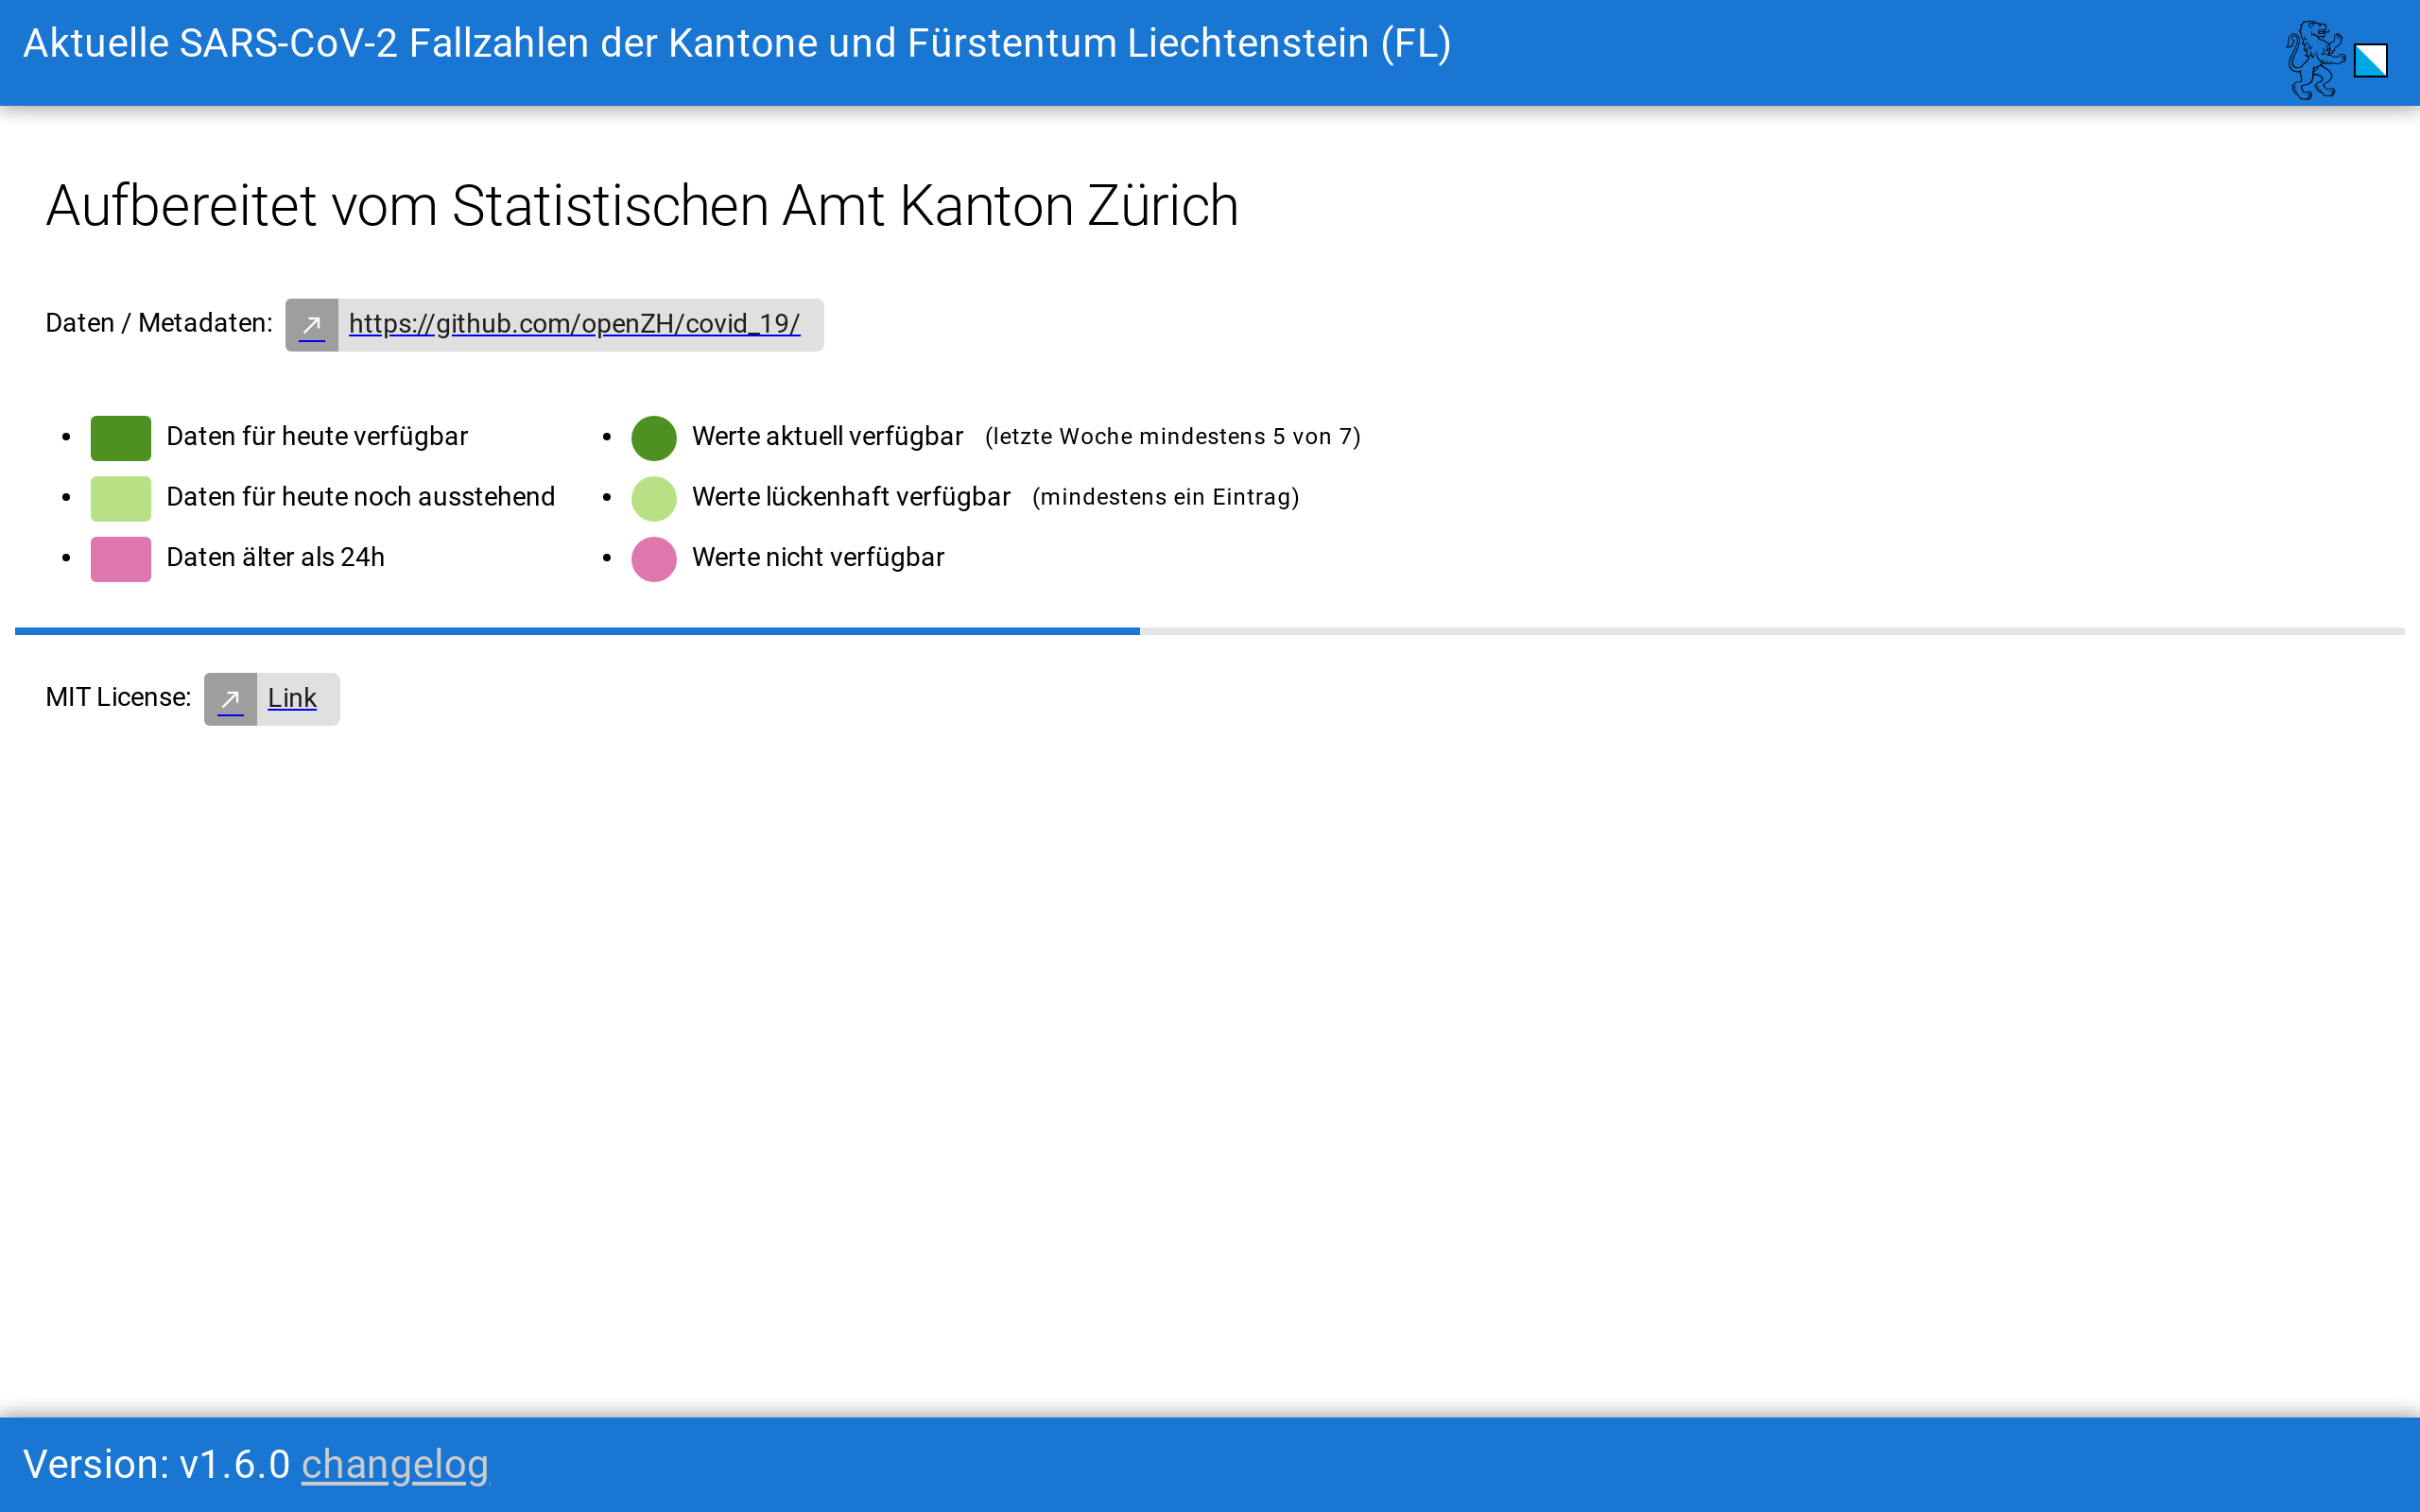 Aktuelle SARS-CoV-2 Fallzahlen der Kantone und Fürstentum Liechtenstein (FL)
Aufbereitet vom Statistischen Amt Kanton Zürich
Daten / Metadaten: https://github.com/openZH/covid_19/
Daten für heute verfügbar
Daten für heute noch ausstehend
Daten älter als 24h
Werte aktuell verfügbar (letzte Woche mindestens 5 von 7)
Werte lückenhaft verfügbar (mindestens ein Eintrag)
Werte nicht verfügbar
MIT License: Link
Version: v1.6.0 changelog